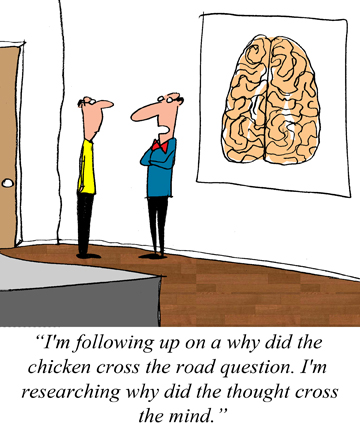 “I'm following up on a why did the
chicken cross the road question. I'm
researching why did the thought cross
the mind.”